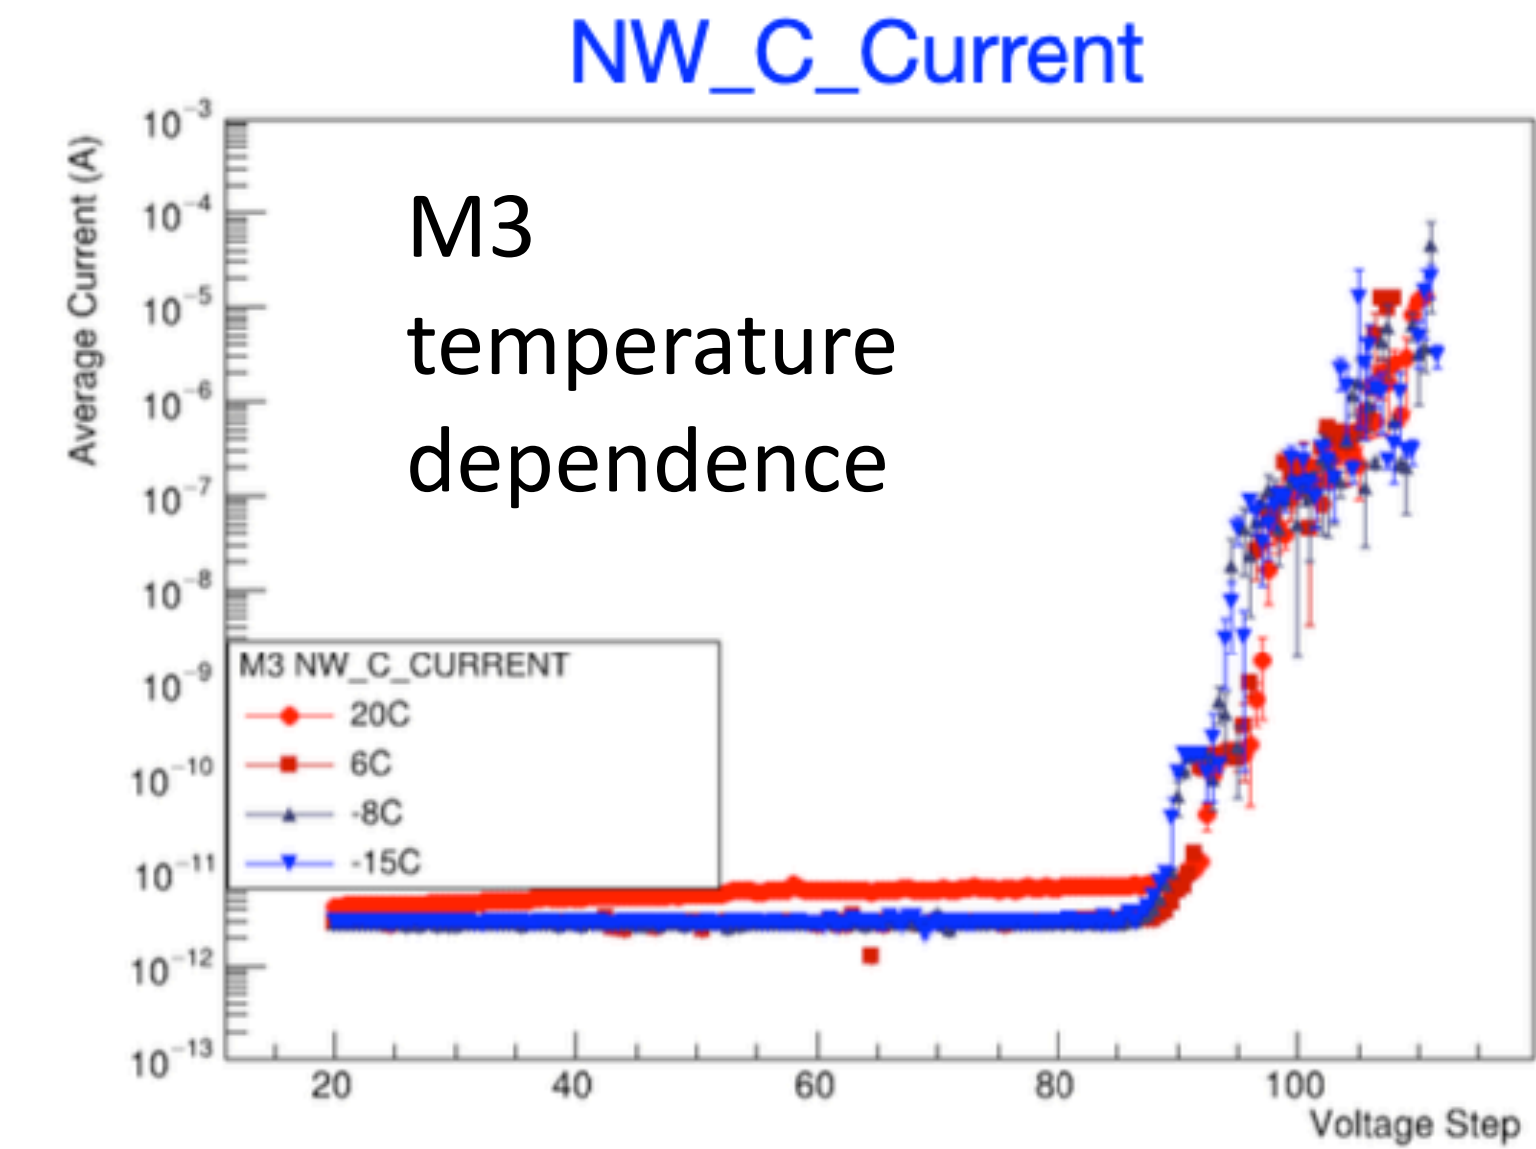 NW_C_Current
M3
temperature
dependence
Average Current (A)
10⁻³
10⁻⁴
10⁻⁵
10⁻⁶
10⁻⁷
10⁻⁸
10⁻⁹
10⁻¹⁰
10⁻¹¹
10⁻¹²
10⁻¹³
M3 NW_C_CURRENT
20C
6C
-8C
-15C
20 40 60 80 100
Voltage Step